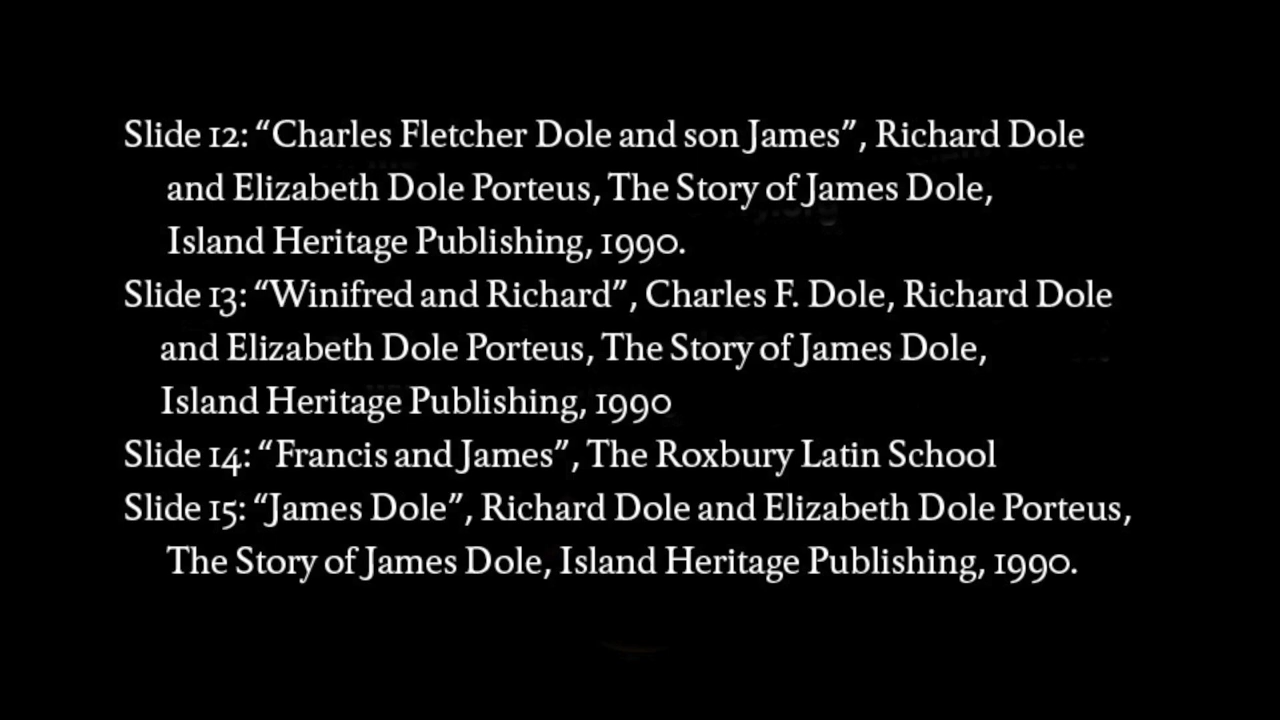 Slide 12: “Charles Fletcher Dole and son James”, Richard Dole
and Elizabeth Dole Porteus, The Story of James Dole,
Island Heritage Publishing, 1990.
Slide 13: “Winifred and Richard”, Charles F. Dole, Richard Dole
and Elizabeth Dole Porteus, The Story of James Dole,
Island Heritage Publishing, 1990
Slide 14: “Francis and James”, The Roxbury Latin School
Slide 15: “James Dole”, Richard Dole and Elizabeth Dole Porteus,
The Story of James Dole, Island Heritage Publishing, 1990.